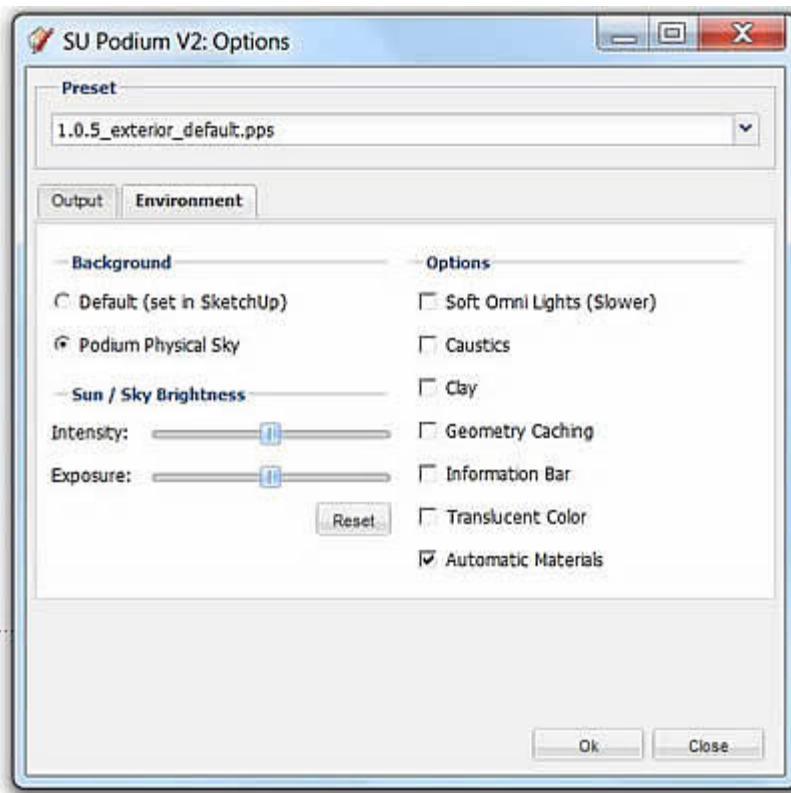 SU Podium V2: Options
Preset
1.0.5_exterior_default.pps
Output Environment
Background
Default (set in SketchUp)
Podium Physical Sky
Sun / Sky Brightness
Intensity:
Exposure:
Reset
Options
Soft Omni Lights (Slower)
Caustics
Clay
Geometry Caching
Information Bar
Translucent Color
Automatic Materials
Ok Close